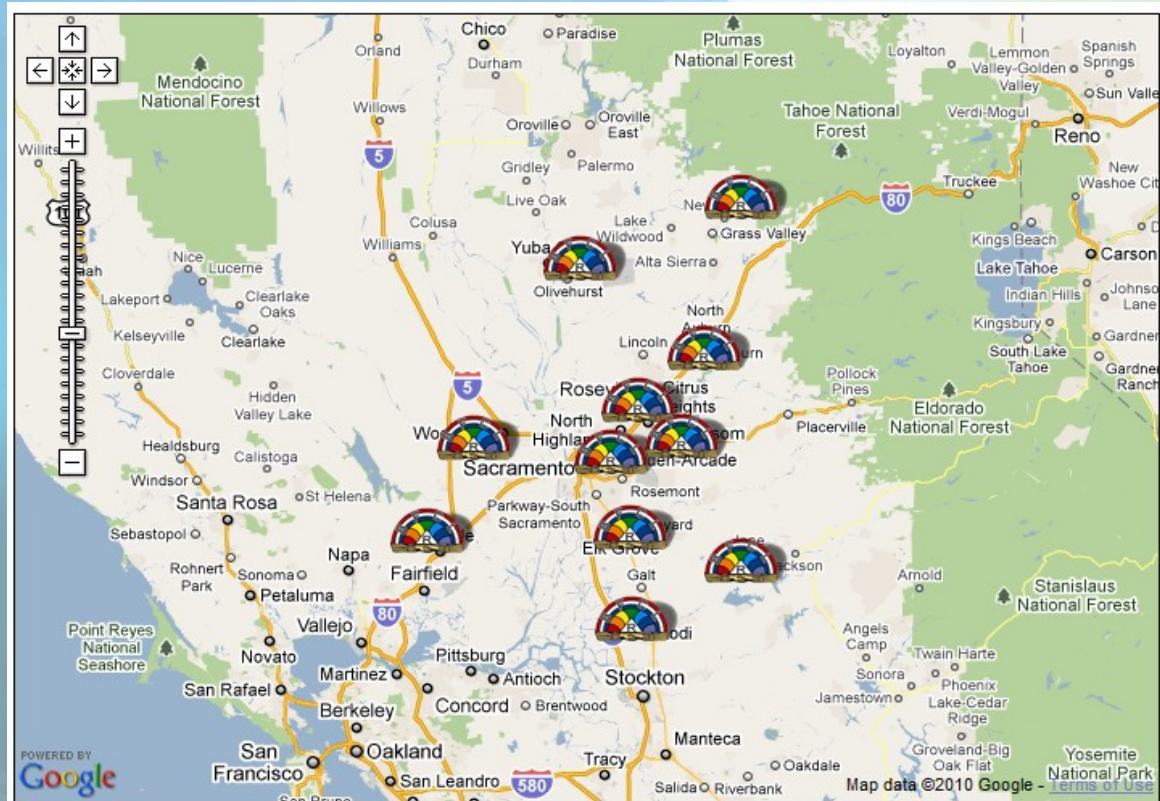 Chico
Paradise
Durham
Orland
Willows
Mendocino
National Forest
Plumas
National Forest
Loyalton
Lemmon
Valley-Golden
Valley
Spanish
Springs
Sun Valle
Verdi-Mogul
Reno
Tahoe National
Forest
Truckee
New
Washoe City
Oroville
Oroville
East
Palermo
Gridley
Live Oak
Colusa
Williams
5
80
Lake
Wildwood
Grass Valley
Alta Sierra
Yuba
Olivehurst
Kings Beach
Lake Tahoe
Carson
Indian Hills
Johnso
Lane
Kingsbury
Gardner
South Lake
Tahoe
Gardner
Ranch
Nice
Lucerne
Lakeport
Clearlake
Oaks
Kelseyville
Clearlake
Cloverdale
Hidden
Valley Lake
5
North
Lincoln
Pollock
Pines
Placerville
Eldorado
National Forest
Citrus
North
Sacramento
Rosemont
Parkway-South
Sacramento
Healdsburg
Calistoga
Windsor
St Helena
Santa Rosa
Sebastopol
Rohnert
Park
Sonoma
Napa
Petaluma
Fairfield
Elk Grove
Galt
Arnold
Stanislaus
National Forest
80
Vallejo
Point Reyes
National
Seashore
Novato
San Rafael
Martinez
Pittsburg
Antioch
Concord
Brentwood
Stockton
Angels
Camp
Twain Harte
Sonora
Jamestown
Phoenix
Lake-Cedar
Ridge
Berkeley
Oakland
San
Francisco
San Leandro
580
Tracy
Manteca
Oakdale
Salida
Riverbank
Groveland-Big
Oak Flat
Yosemite
National Park
POWERED BY
Google
Map data ©2010 Google - Terms of Use